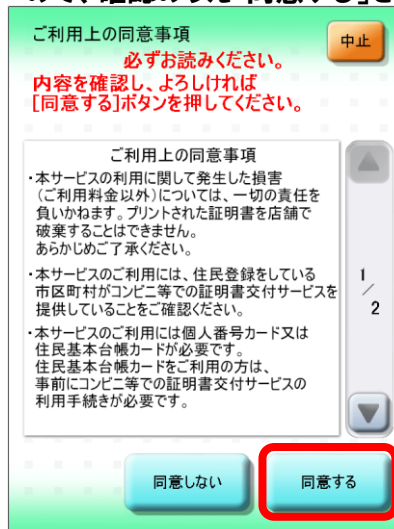 ご利用上の同意事項
中止
必ずお読みください。
内容を確認し、よろしければ
[同意する]ボタンを押してください。
ご利用上の同意事項
・本サービスの利用に関して発生した損害
（ご利用料金以外）については、一切の責任を
負いかねます。プリントされた証明書を店舗で
破棄することはできません。
あらかじめご了承ください。
・本サービスのご利用には、住民登録をしている
市区町村がコンビニ等での証明書交付サービスを
提供していることをご確認ください。
・本サービスのご利用には個人番号カード又は
住民基本台帳カードが必要です。
住民基本台帳カードをご利用の方は、
事前にコンビニ等での証明書交付サービスの
利用手続きが必要です。
1
／
2
同意しない
同意する